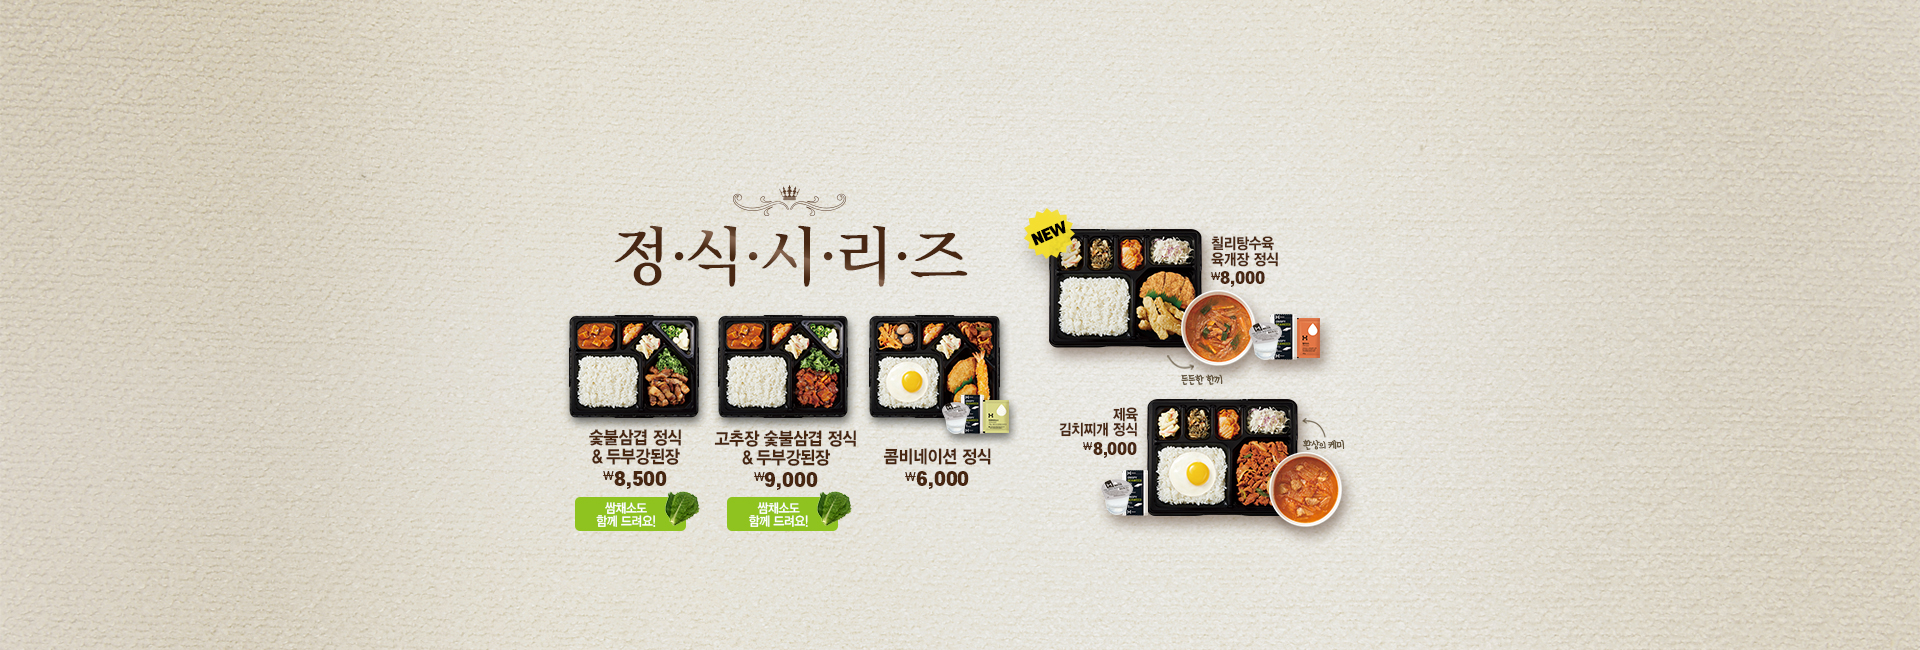 정·식·시·리·즈
숯불삼겹 정식
& 두부강된장
₩8,500
쌈채소도
함께 드려요!
고추장 숯불삼겹 정식
& 두부강된장
₩9,000
쌈채소도
함께 드려요!
콤비네이션 정식
₩6,000
NEW
칠리탕수육
육개장 정식
₩8,000
든든한 한끼
제육
김치찌개 정식
₩8,000
환상의 케미